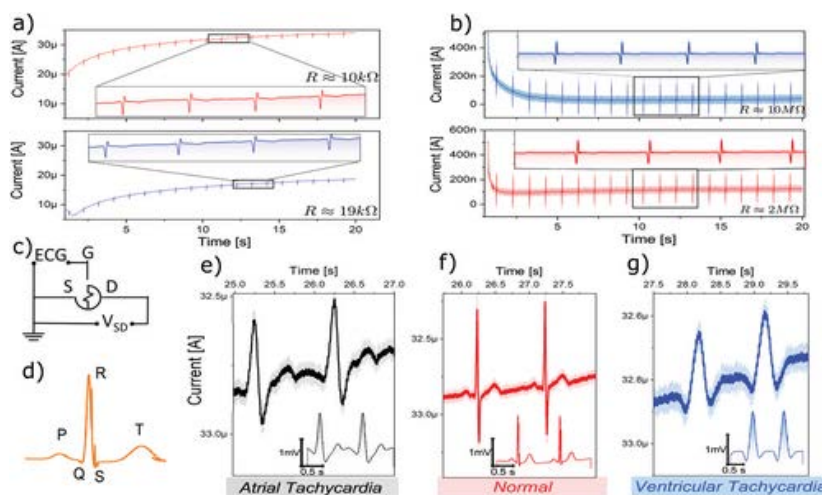 a)
Current [A]
30μ
20μ
10μ
R ≈ 10kΩ
30μ
20μ
10μ
R ≈ 19kΩ
5
10
15
20
Time [s]
b)
Current [A]
400n
200n
0
R ≈ 10MΩ
600n
400n
200n
0
R ≈ 2MΩ
5
10
15
20
Time [s]
c)
ECG
G
S
D
V_SD
d)
R
P
T
Q
S
e)
Time [s]
25.0
25.5
26.0
26.5
27.0
Current [A]
32.5μ
33.0μ
1mV
0.5 s
Atrial Tachycardia
f)
Time [s]
26.0
26.5
27.0
27.5
32.5μ
33.0μ
1mV
0.5 s
Normal
g)
Time [s]
27.5
28.0
28.5
29.0
29.5
32.6μ
32.8μ
33.0μ
1mV
0.5 s
Ventricular Tachycardia